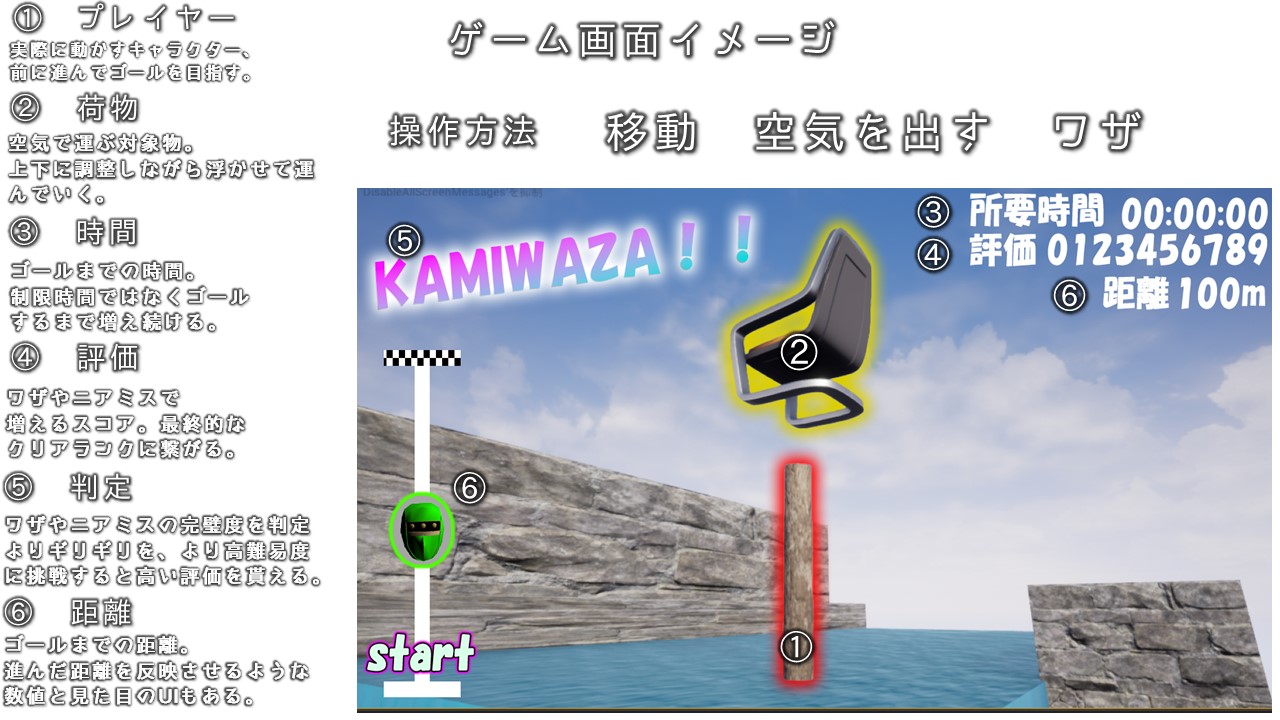 ① プレイヤー
実際に動かすキャラクター、
前に進んでゴールを目指す。
② 荷物
空気で運ぶ対象物。
上下に調整しながら浮かせて運
んでいく。
③ 時間
ゴールまでの時間。
制限時間ではなくゴール
するまで増え続ける。
④ 評価
ワザやニアミスで
増えるスコア。最終的な
クリアランクに繋がる。
⑤ 判定
ワザやニアミスの完璧度を判定
よりギリギリを、より高難易度
に挑戦すると高い評価を貰える。
⑥ 距離
ゴールまでの距離。
進んだ距離を反映させるような
数値と見た目のUIもある。
ゲーム画面イメージ
操作方法 移動 空気を出す ワザ
'DisableAllScreenMessages'を抑制
③ 所要時間 00:00:00
④ 評価 0123456789
⑥ 距離 100m
⑤
KAMIWAZA！！
②
⑥
①
start